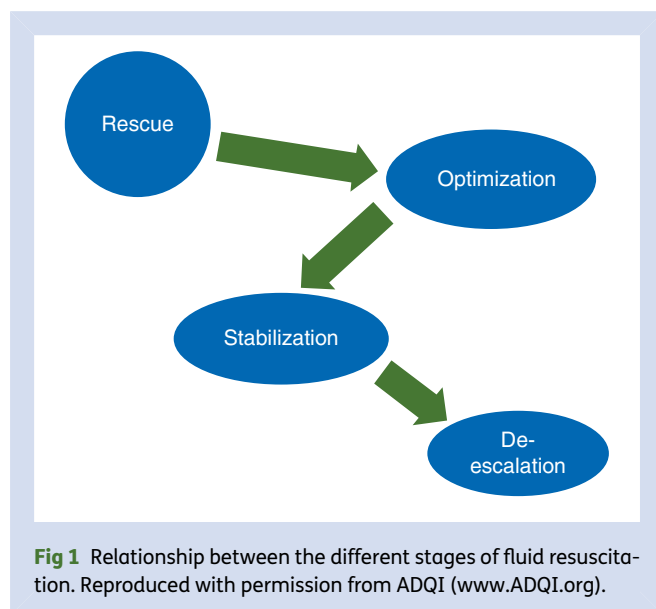 Rescue
Optimization
Stabilization
De-
escalation
Fig 1 Relationship between the different stages of fluid resuscita-
tion. Reproduced with permission from ADQI (www.ADQI.org).